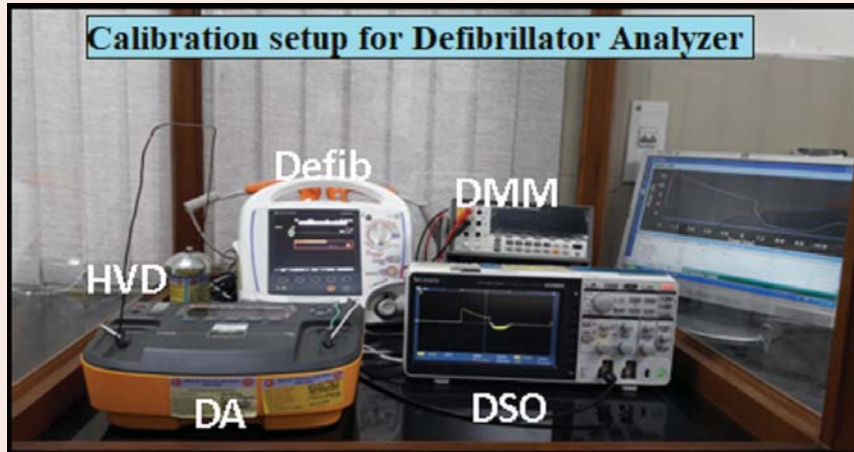 Calibration setup for Defibrillator Analyzer
Defib
DMM
HVD
DA
DSO